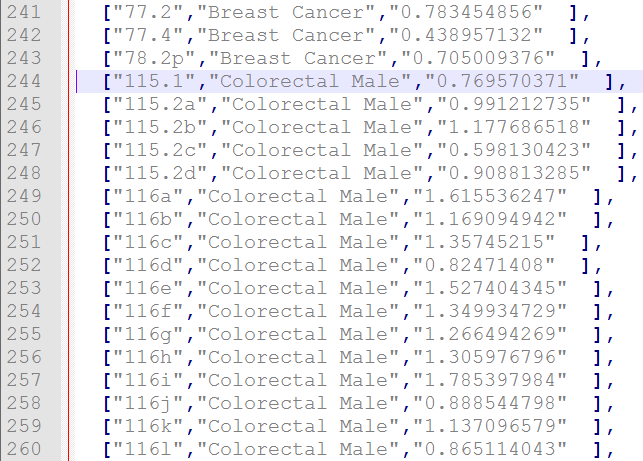 241 ["77.2","Breast Cancer","0.783454856" ],
242 ["77.4","Breast Cancer","0.438957132" ],
243 ["78.2p","Breast Cancer","0.705009376" ],
244 ["115.1","Colorectal Male","0.769570371" ],
245 ["115.2a","Colorectal Male","0.991212735" ],
246 ["115.2b","Colorectal Male","1.177686518" ],
247 ["115.2c","Colorectal Male","0.598130423" ],
248 ["115.2d","Colorectal Male","0.908813285" ],
249 ["116a","Colorectal Male","1.615536247" ],
250 ["116b","Colorectal Male","1.169094942" ],
251 ["116c","Colorectal Male","1.35745215" ],
252 ["116d","Colorectal Male","0.82471408" ],
253 ["116e","Colorectal Male","1.527404345" ],
254 ["116f","Colorectal Male","1.349934729" ],
255 ["116g","Colorectal Male","1.266494269" ],
256 ["116h","Colorectal Male","1.305976796" ],
257 ["116i","Colorectal Male","1.785397984" ],
258 ["116j","Colorectal Male","0.888544798" ],
259 ["116k","Colorectal Male","1.137096579" ],
260 ["116l","Colorectal Male","0.865114043" ],